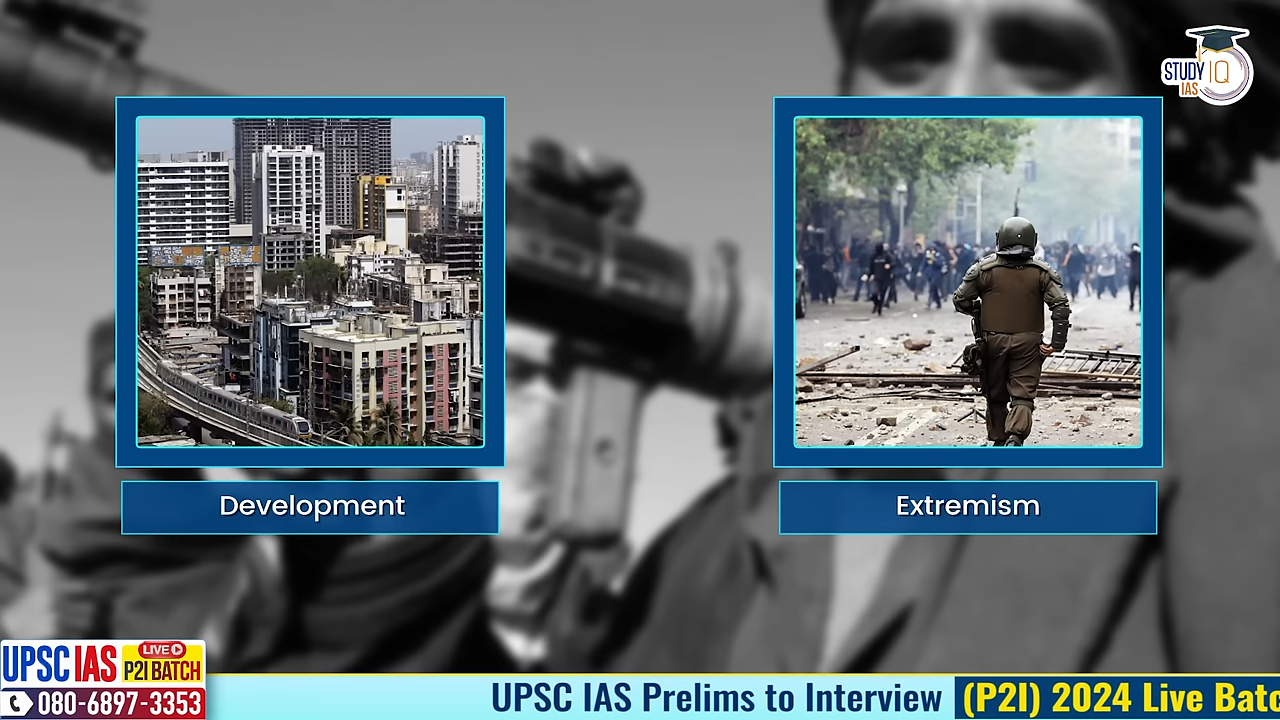 STUDY IQ
IAS
Development
Extremism
UPSC IAS
LIVE
P2I BATCH
080-6897-3353
UPSC IAS Prelims to Interview (P2I) 2024 Live Batc